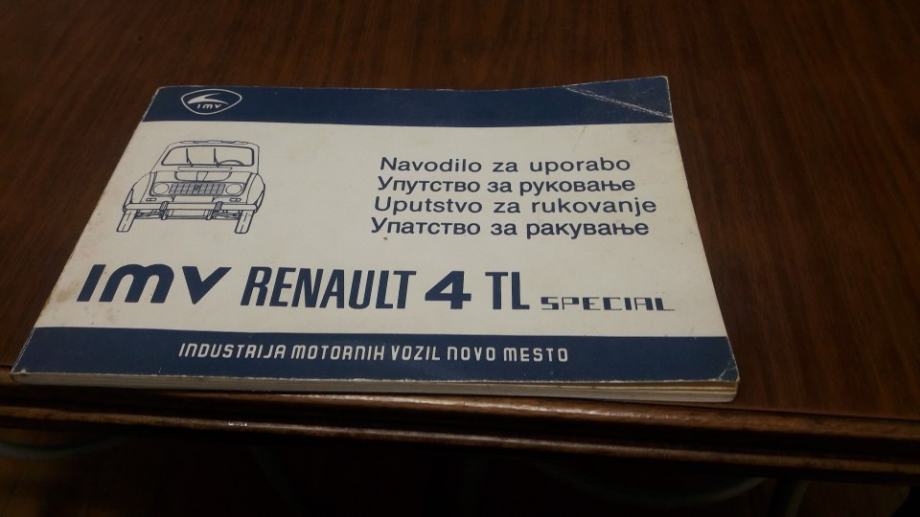 IMV
Navodilo za uporabo
Упутство за руковање
Uputstvo za rukovanje
Упатство за ракување
IMV RENAULT 4 TL SPECIAL
INDUSTRIJA MOTORNIH VOZIL NOVO MESTO